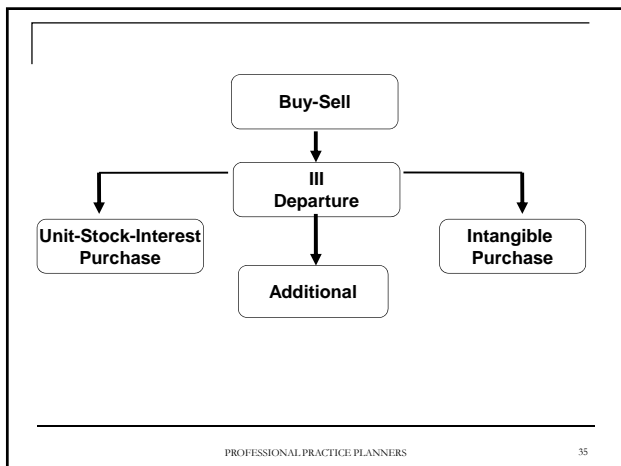 Buy-Sell
III
Departure
Unit-Stock-Interest
Purchase
Intangible
Purchase
Additional
PROFESSIONAL PRACTICE PLANNERS
35